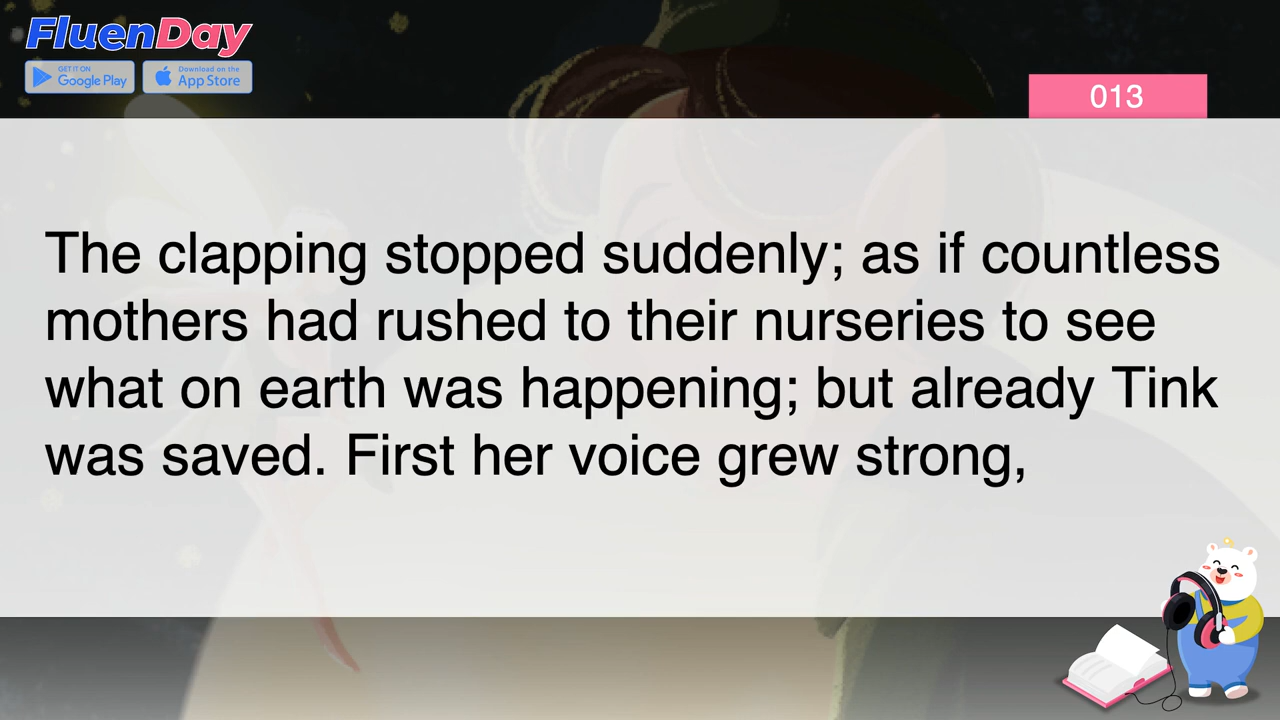 FluenDay
GET IT ON
Google Play
Download on the
App Store
013
The clapping stopped suddenly; as if countless
mothers had rushed to their nurseries to see
what on earth was happening; but already Tink
was saved. First her voice grew strong,